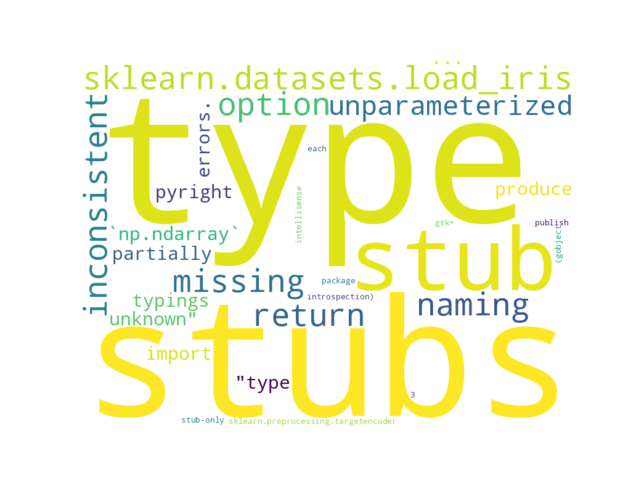 ...
sklearn.datasets.load_iris
option
unparameterized
inconsistent
errors.
type
each
pyright
produce
intellisense
`np.ndarray`
gtk+
publish
stub
(gobject
partially
missing
package
typings
introspection)
naming
unknown"
return
stubs
import
"type
3
stub-only
sklearn.preprocessing.targetencoder